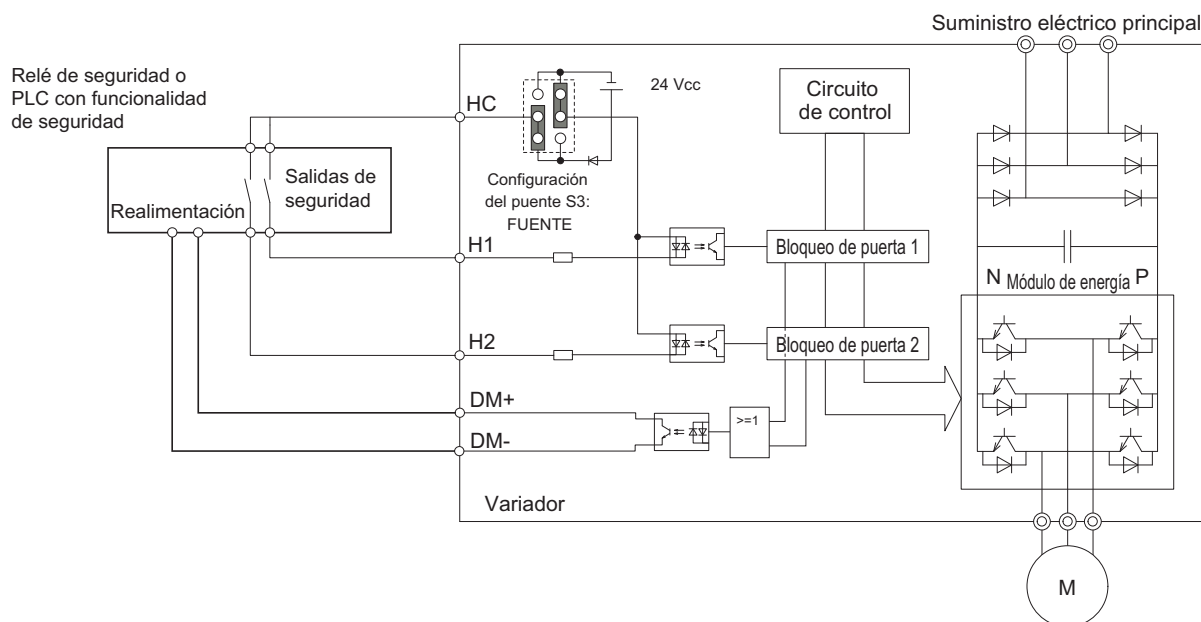 Suministro eléctrico principal
Relé de seguridad o
PLC con funcionalidad
de seguridad
HC
24 Vcc
Circuito
de control
Salidas de
seguridad
Realimentación
Configuración
del puente S3:
FUENTE
H1
Bloqueo de puerta 1
N Módulo de energía P
H2
Bloqueo de puerta 2
DM+
>=1
DM-
Variador
M